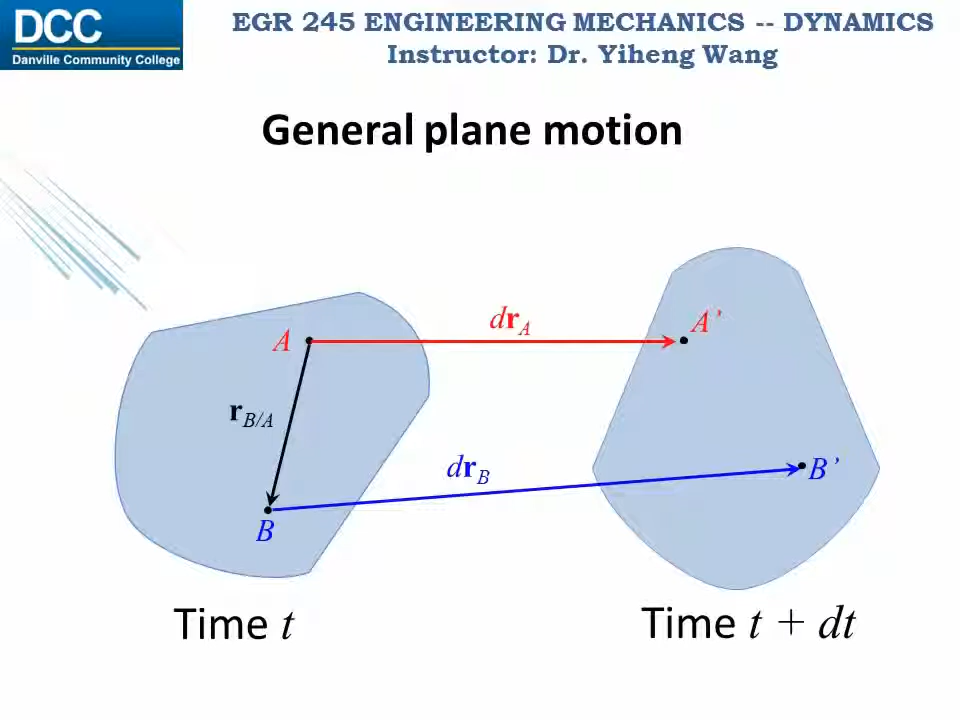 DCC
Danville Community College
EGR 245 ENGINEERING MECHANICS -- DYNAMICS
Instructor: Dr. Yiheng Wang
General plane motion
A
drA
A’
rB/A
drB
B’
B
Time t
Time t + dt